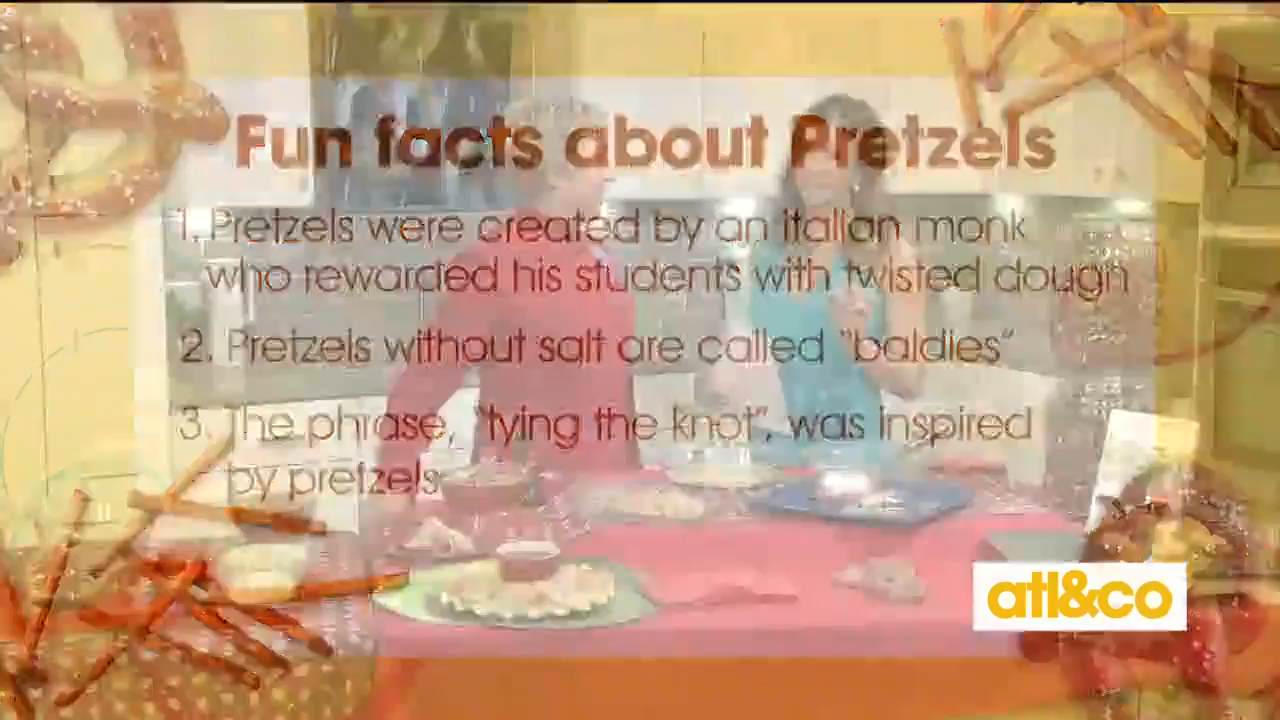 Fun facts about Pretzels
1. Pretzels were created by an italian monk
who rewarded his students with twisted dough
2. Pretzels without salt are called "baldies"
3. The phrase, "tying the knot", was inspired
by pretzels
atl&co